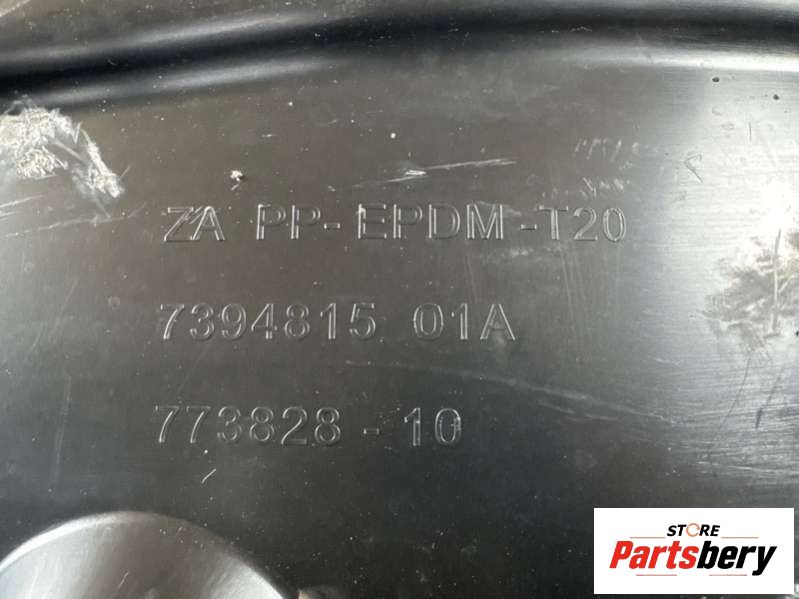 ZA PP-EPDM-T20
7394815 01A
773828-10
STORE
Partsbery